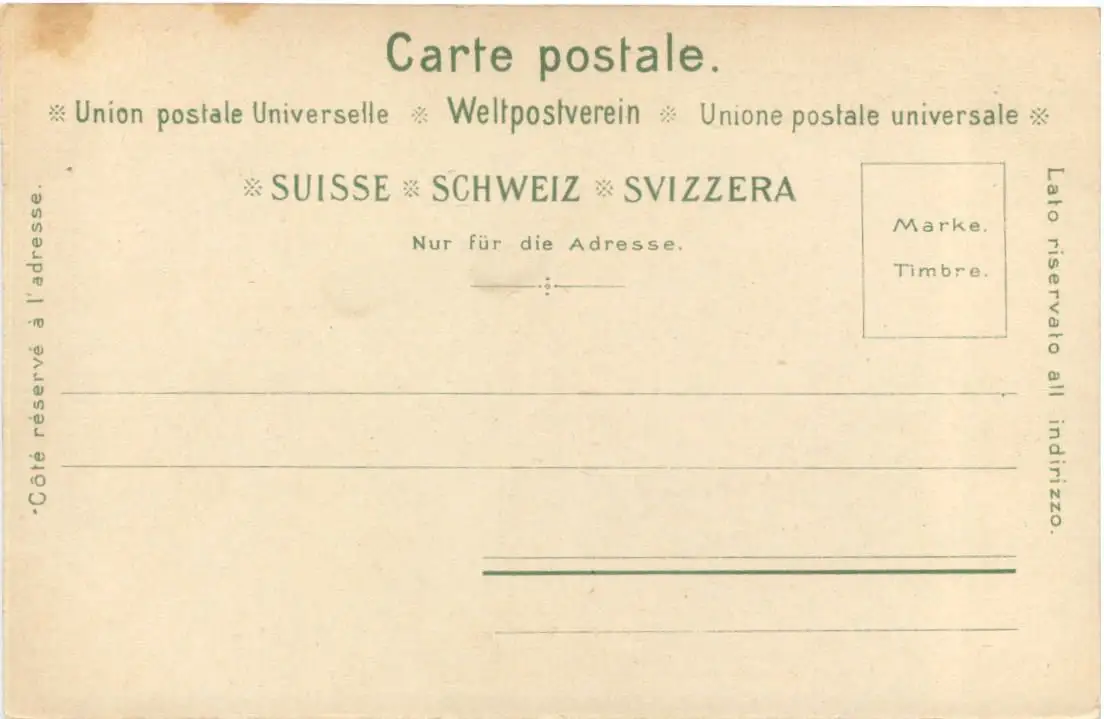 Carte postale.
※ Union postale Universelle ※ Weltpostverein ※ Unione postale universale ※
※ SUISSE ※ SCHWEIZ ※ SVIZZERA
Nur für die Adresse.
Marke.
Timbre.
Côté réservé à l'adresse.
Lato riservato all indirizzo.